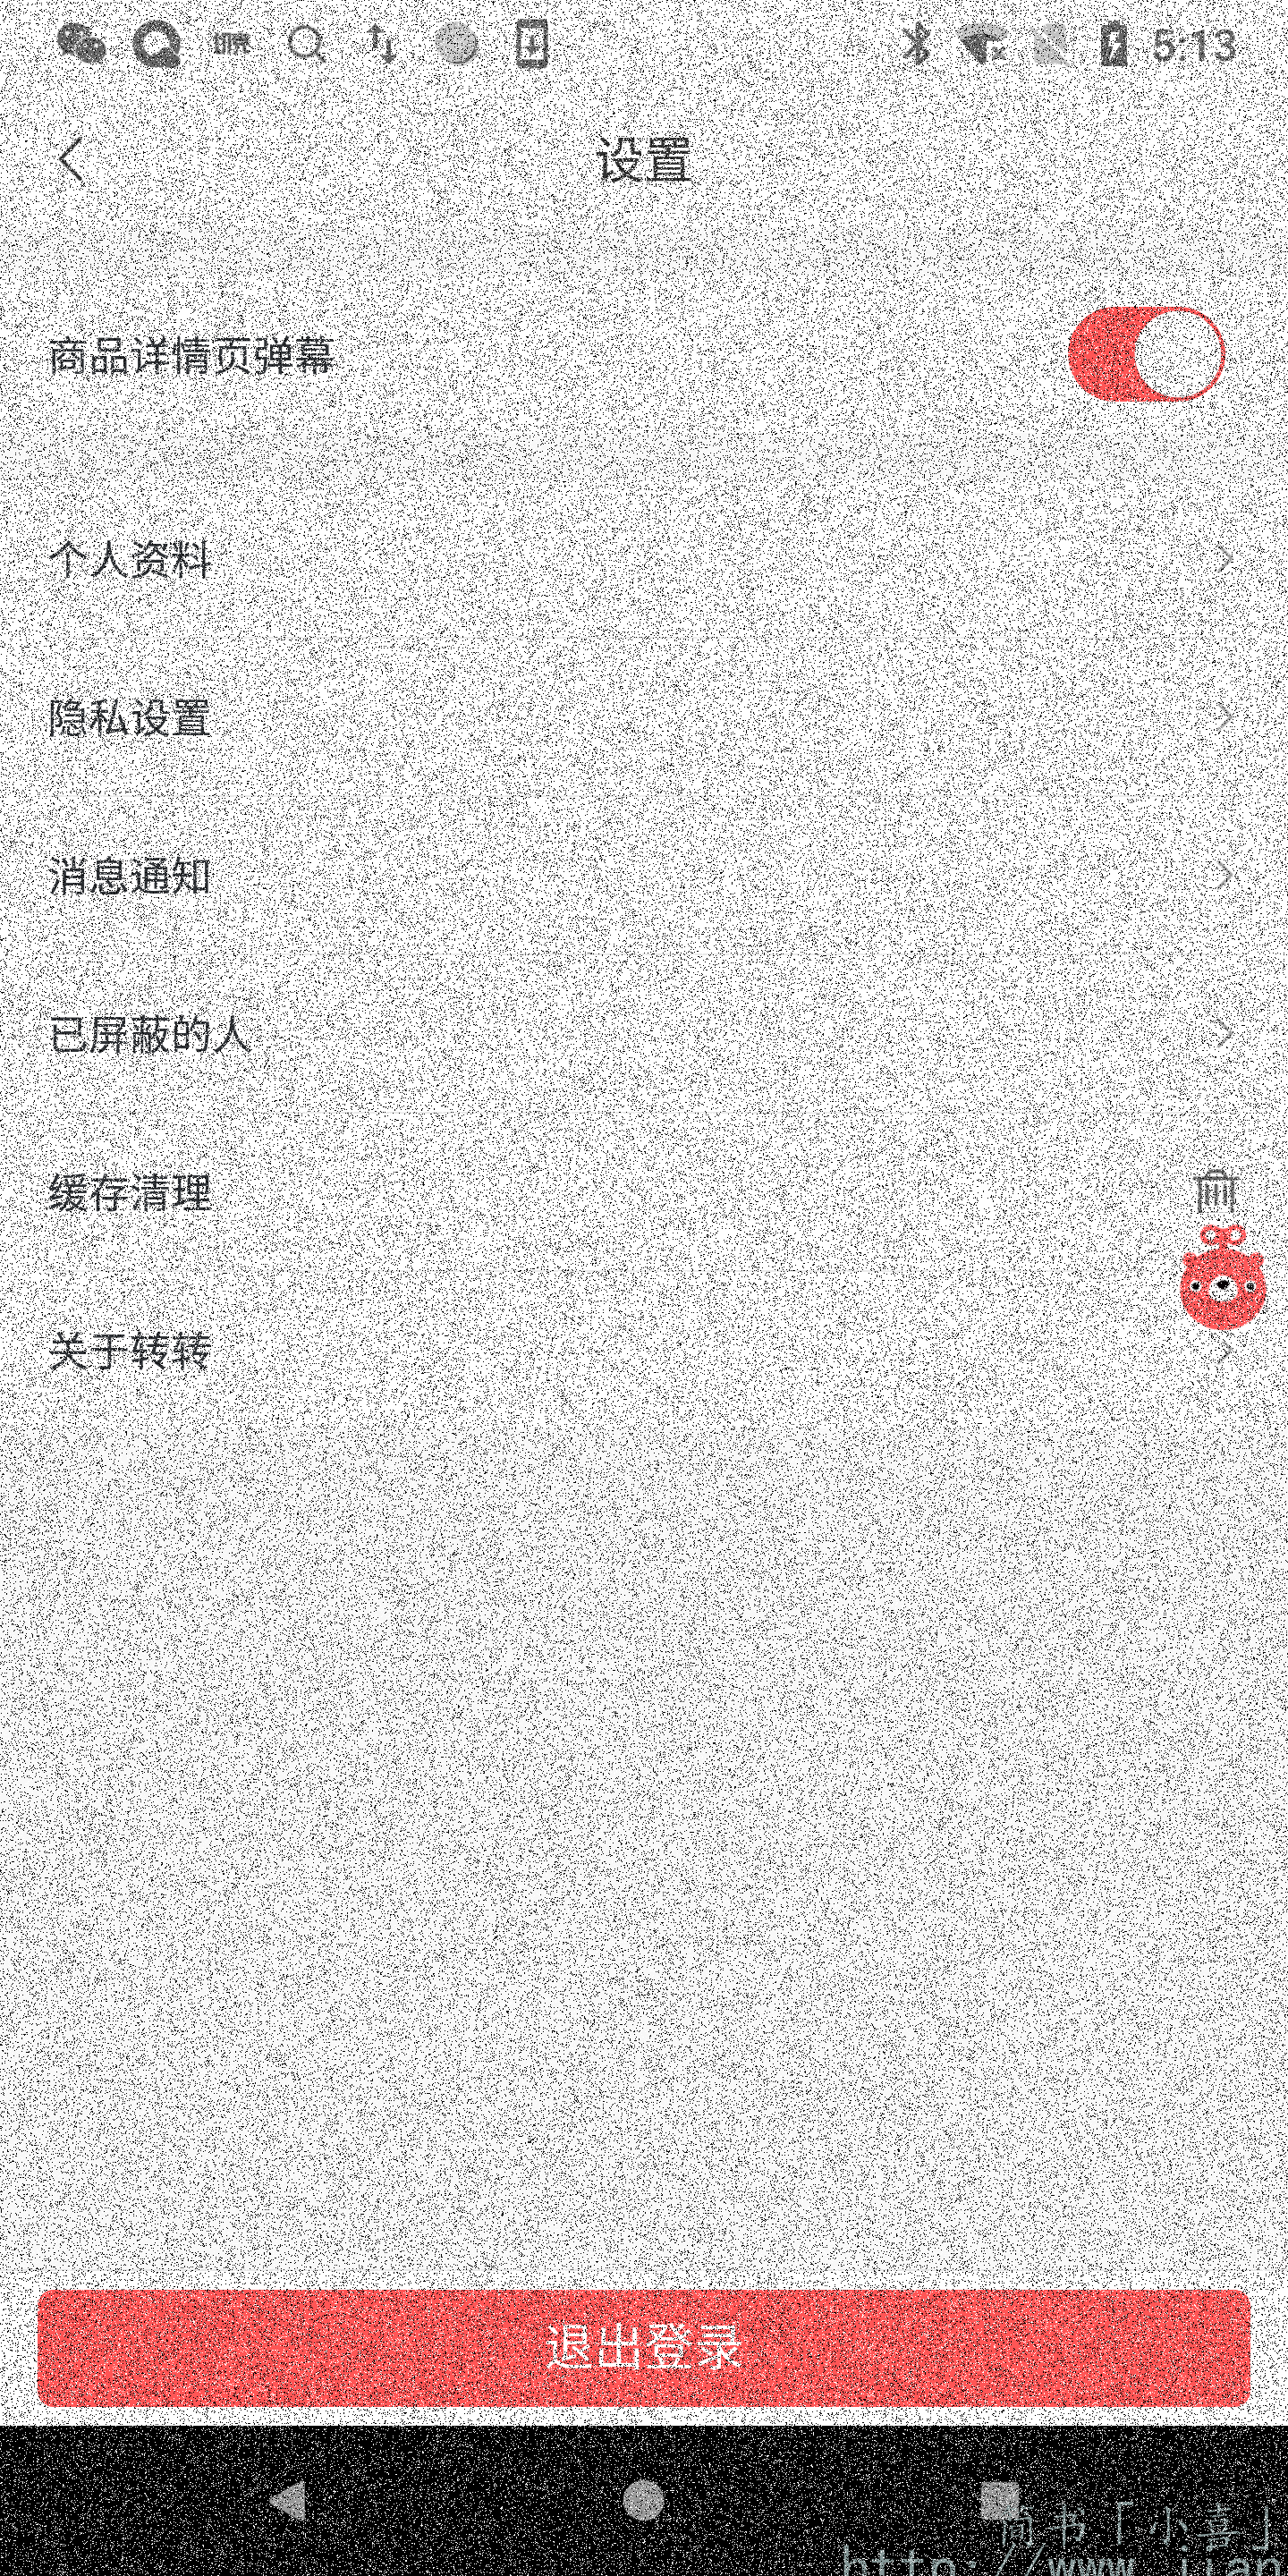 5:13
设置
商品详情页弹幕
个人资料
隐私设置
消息通知
已屏蔽的人
缓存清理
关于转转
退出登录
简书「小喜」
http://www.jian